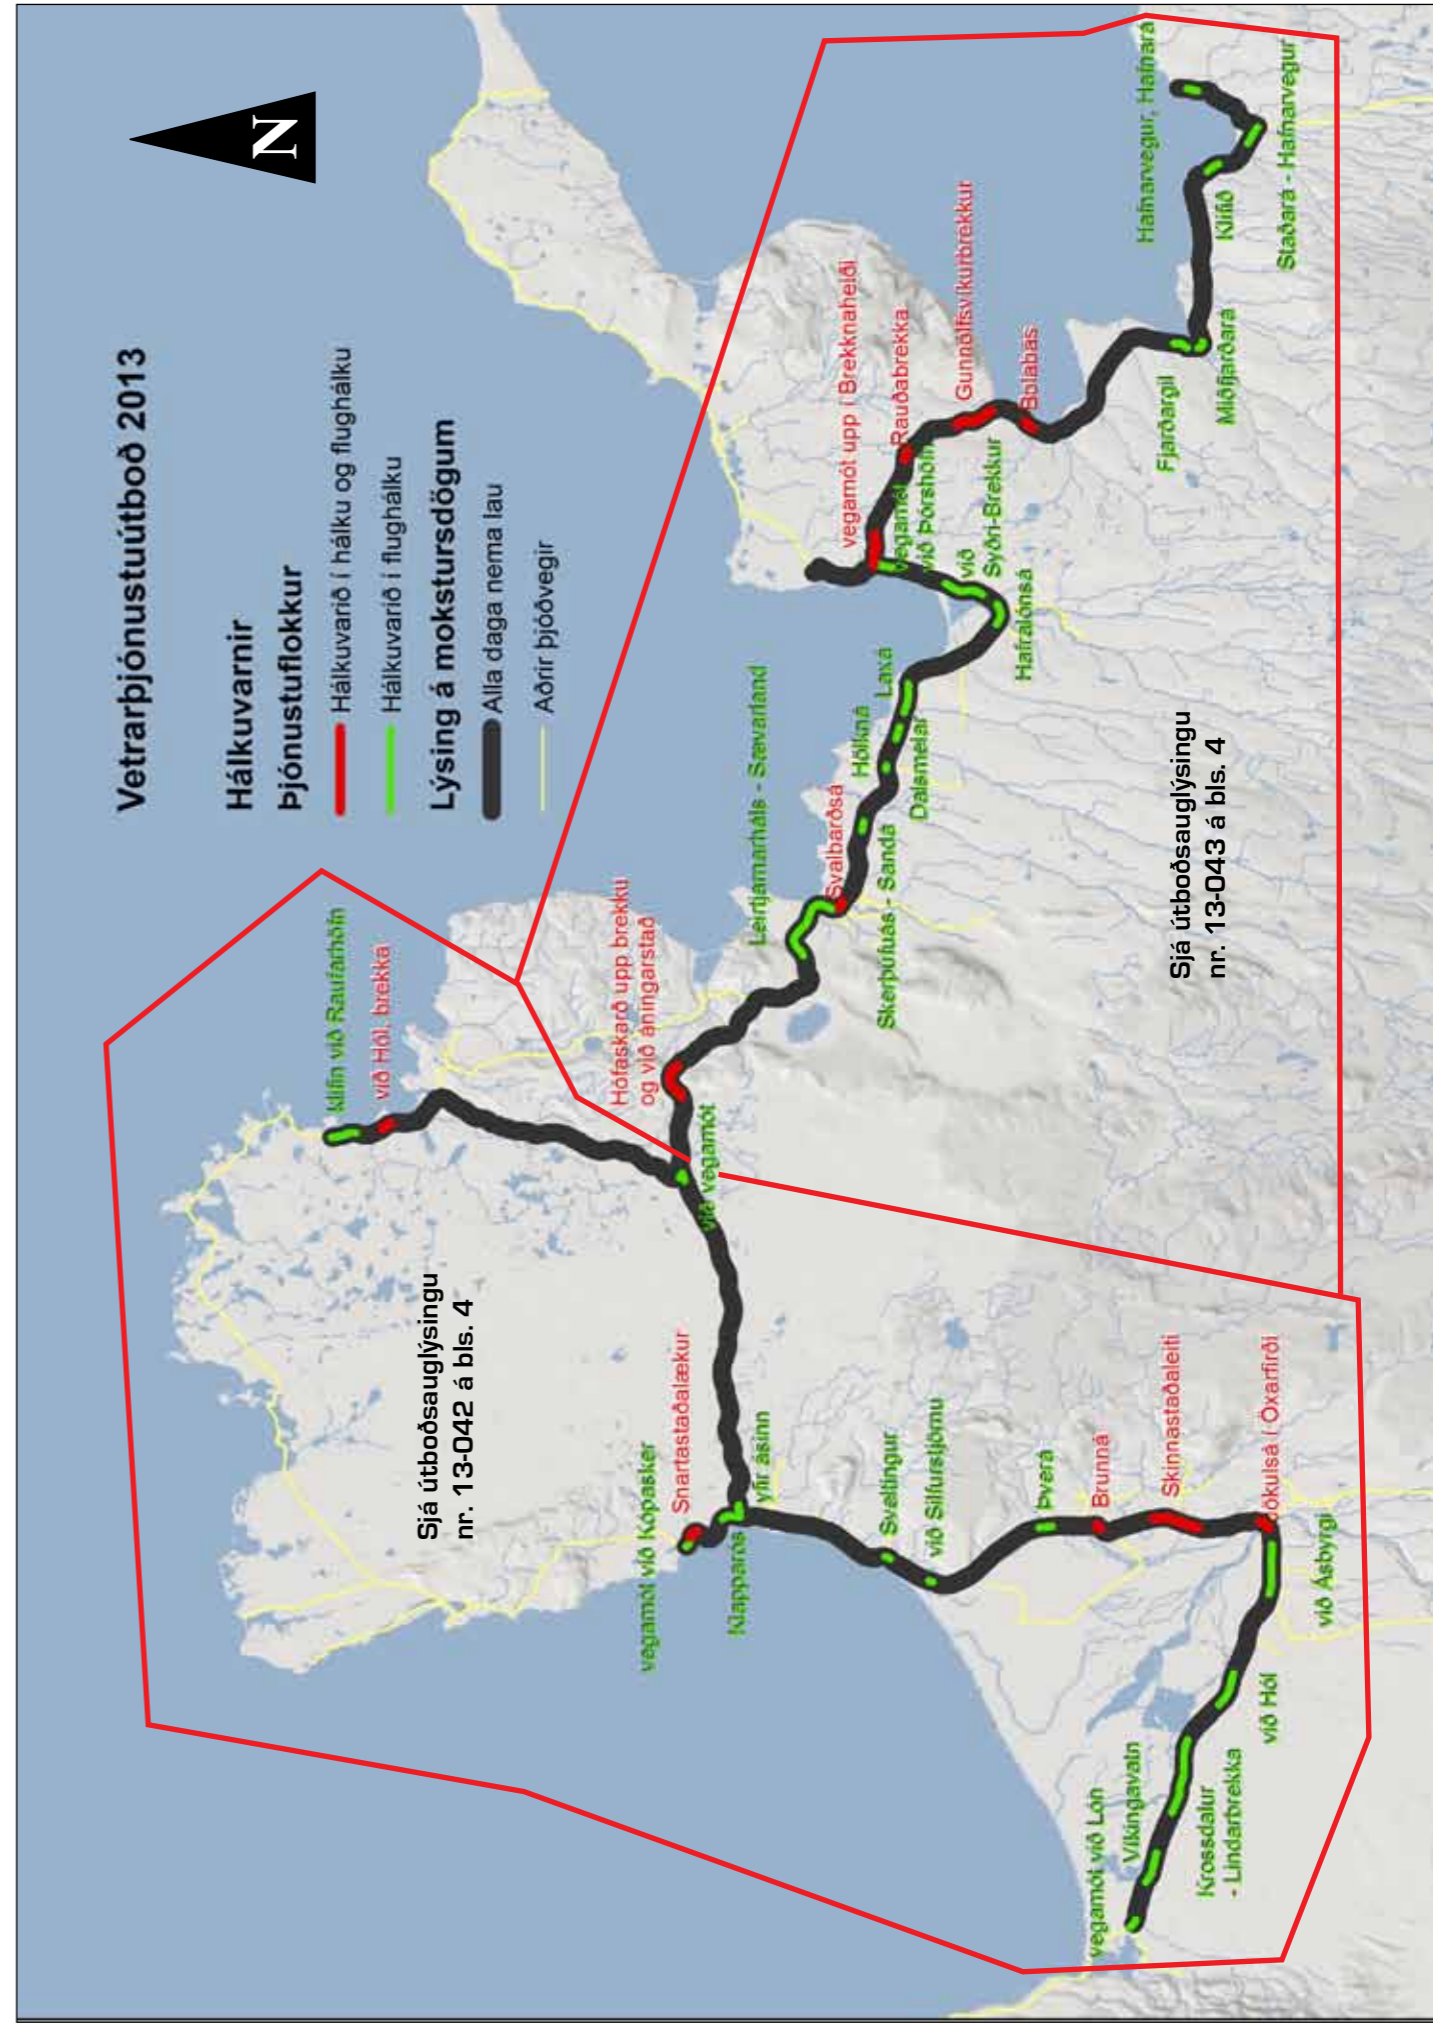 Vetrarþjónustuútboð 2013
N
Hálkuvarnir
Þjónustuflokkur
Hálkuvarið í hálku og flughálku
Hálkuvarið í flughálku
Lýsing á mokstursdögum
Alla daga nema lau
Aðrir þjóðvegir
Klifin við Raufarhöfn
við Hól, brekka
Hófaskarð upp brekku
og við áningarstað
við vegamót
Sjá útboðsauglýsingu
nr. 13-042 á bls. 4
vegamót við Kópasker
Snartastaðalækur
Klapparós
yfir ásinn
Sveltingur
við Silfurstjörnu
Þverá
Brunná
Skinnastaðaleiti
Jökulsá í Öxarfirði
við Ásbyrgi
við Hól
Krossdalur
- Lindarbrekka
Víkingavatn
vegamót við Lón
Leirtjarnarháls - Sævarland
Svalbarðsá
Skerþúfuás - Sandá
Hölkná
Dalsmelar
Laxá
Hafralónsá
við
Syðri-Brekkur
vegamót
við Þórshöfn
vegamót upp í Brekknaheiði
Rauðabrekka
Gunnólfsvíkurbrekkur
Bolabás
Fjarðargil
Miðfjarðará
Klifið
Hafnarvegur, Hafnará
Staðará - Hafnarvegur
Sjá útboðsauglýsingu
nr. 13-043 á bls. 4